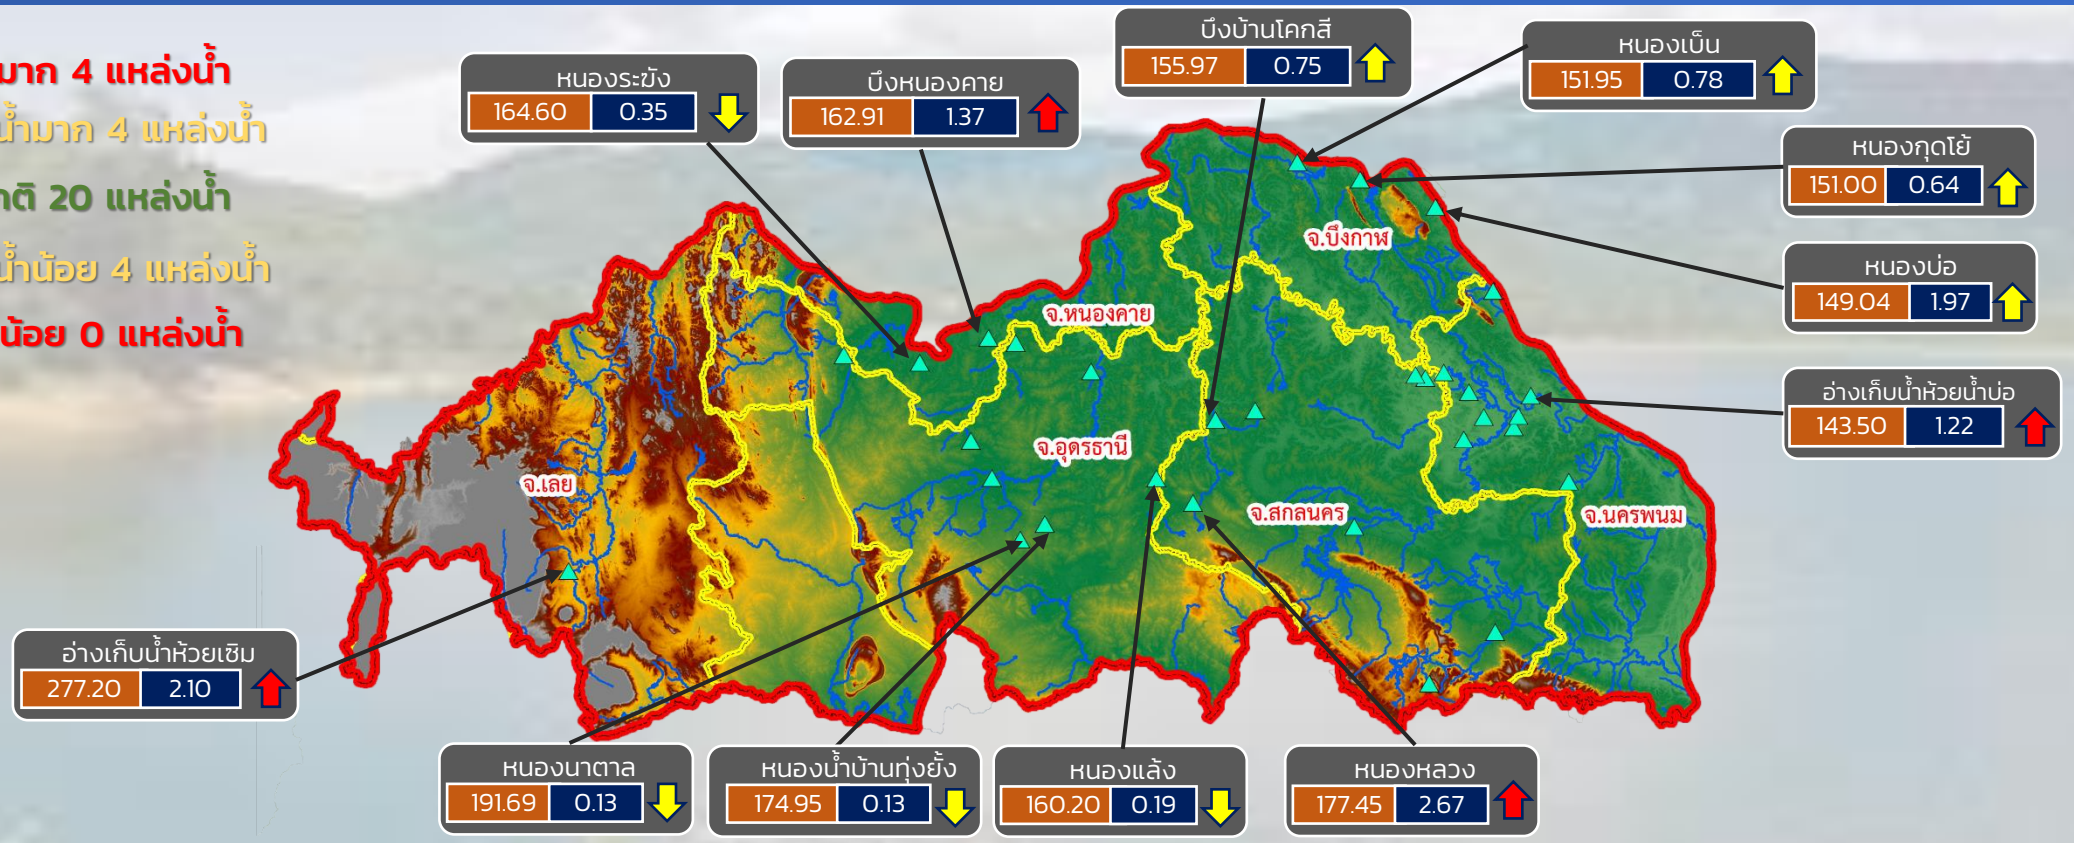 มาก 4 แหล่งน้ำ
น้ำมาก 4 แหล่งน้ำ
20 แหล่งน้ำ
น้ำน้อย 4 แหล่งน้ำ
น้อย 0 แหล่งน้ำ
หนองระฆัง
164.60 0.35
บึงหนองคาย
162.91 1.37
บึงบ้านโคกสี
155.97 0.75
หนองเบ็น
151.95 0.78
หนองกุดโย้
151.00 0.64
หนองบ่อ
149.04 1.97
อ่างเก็บน้ำห้วยน้ำบ่อ
143.50 1.22
จ.บึงกาฬ
จ.หนองคาย
จ.อุดรธานี
จ.เลย
จ.สกลนคร
จ.นครพนม
อ่างเก็บน้ำห้วยเซิม
277.20 2.10
หนองนาตาล
191.69 0.13
หนองน้ำบ้านทุ่งยั้ง
174.95 0.13
หนองแล้ง
160.20 0.19
หนองหลวง
177.45 2.67